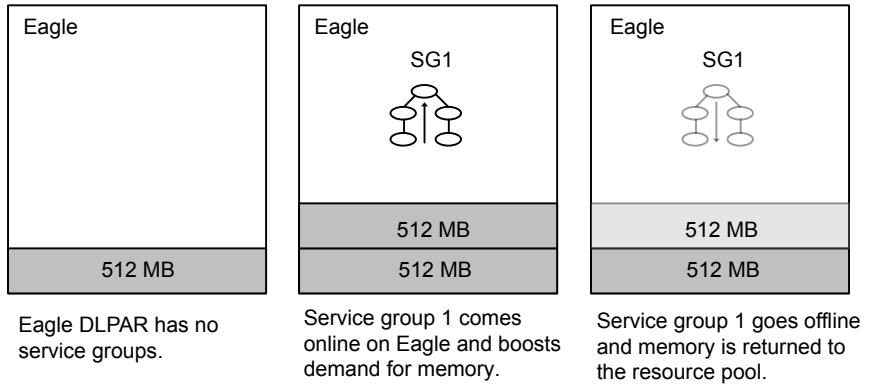 Eagle
512 MB
Eagle DLPAR has no
service groups.
Eagle
SG1
512 MB
512 MB
Service group 1 comes
online on Eagle and boosts
demand for memory.
Eagle
SG1
512 MB
512 MB
Service group 1 goes offline
and memory is returned to
the resource pool.